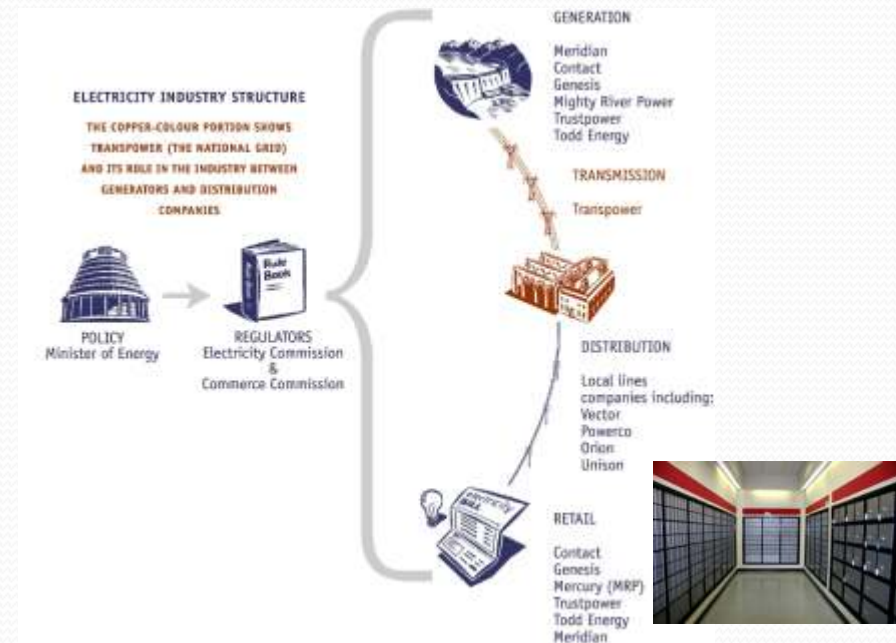 ELECTRICITY INDUSTRY STRUCTURE
THE COPPER-COLOUR PORTION SHOWS
TRANSPOWER (THE NATIONAL GRID)
AND ITS ROLE IN THE INDUSTRY BETWEEN
GENERATORS AND DISTRIBUTION
COMPANIES
POLICY
Minister of Energy
Rule
Book
REGULATORS
Electricity Commission
&
Commerce Commission
GENERATION
Meridian
Contact
Genesis
Mighty River Power
Trustpower
Todd Energy
TRANSMISSION
Transpower
DISTRIBUTION
Local lines
companies including:
Vector
Powerco
Orion
Unison
electricity
BILL
RETAIL
Contact
Genesis
Mercury (MRP)
Trustpower
Todd Energy
Meridian